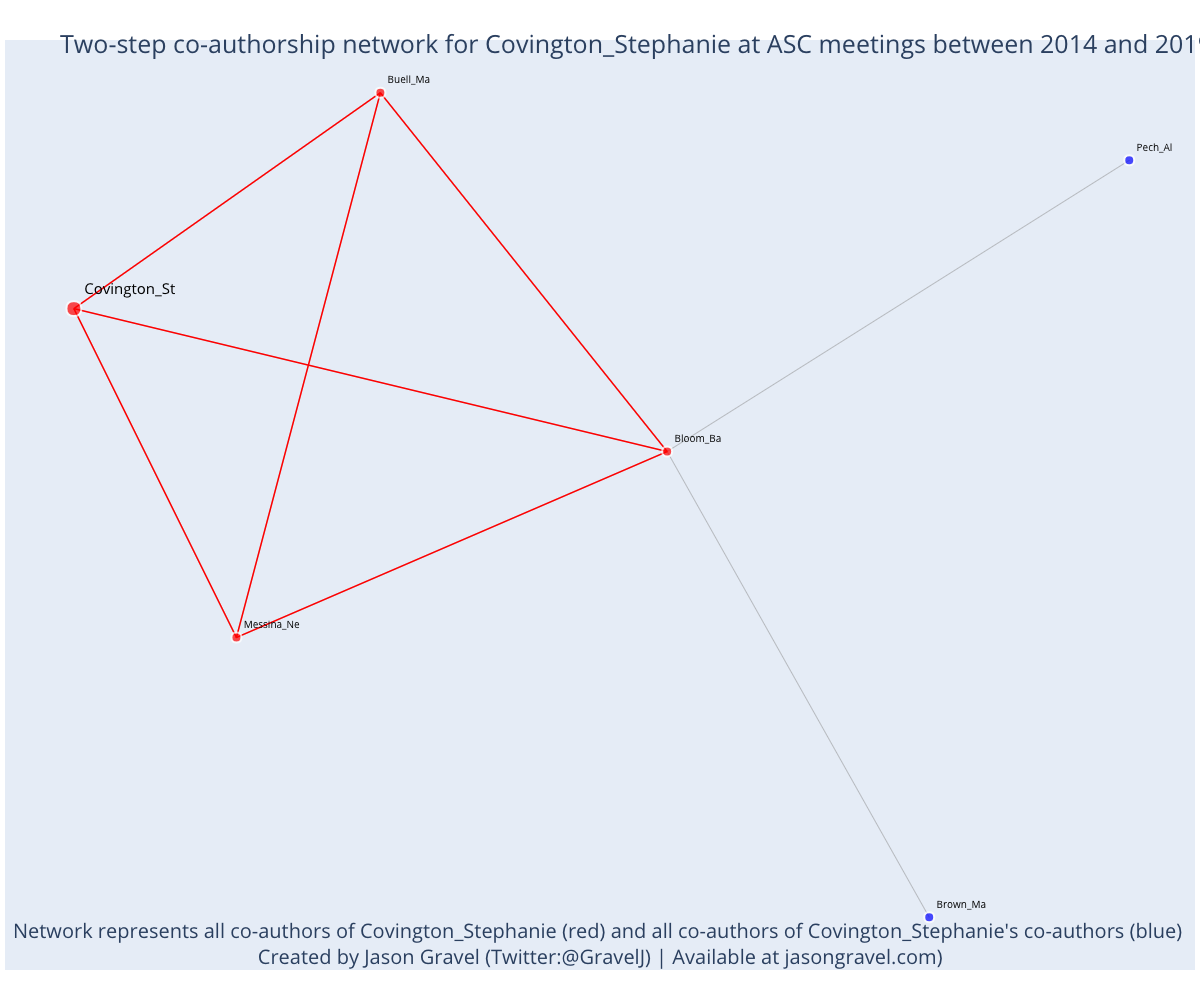 Two-step co-authorship network for Covington_Stephanie at ASC meetings between 2014 and 201
Buell_Ma
Pech_Al
Covington_St
Bloom_Ba
Messina_Ne
Brown_Ma
Network represents all co-authors of Covington_Stephanie (red) and all co-authors of Covington_Stephanie's co-authors (blue)
Created by Jason Gravel (Twitter:@GravelJ) | Available at jasongravel.com)